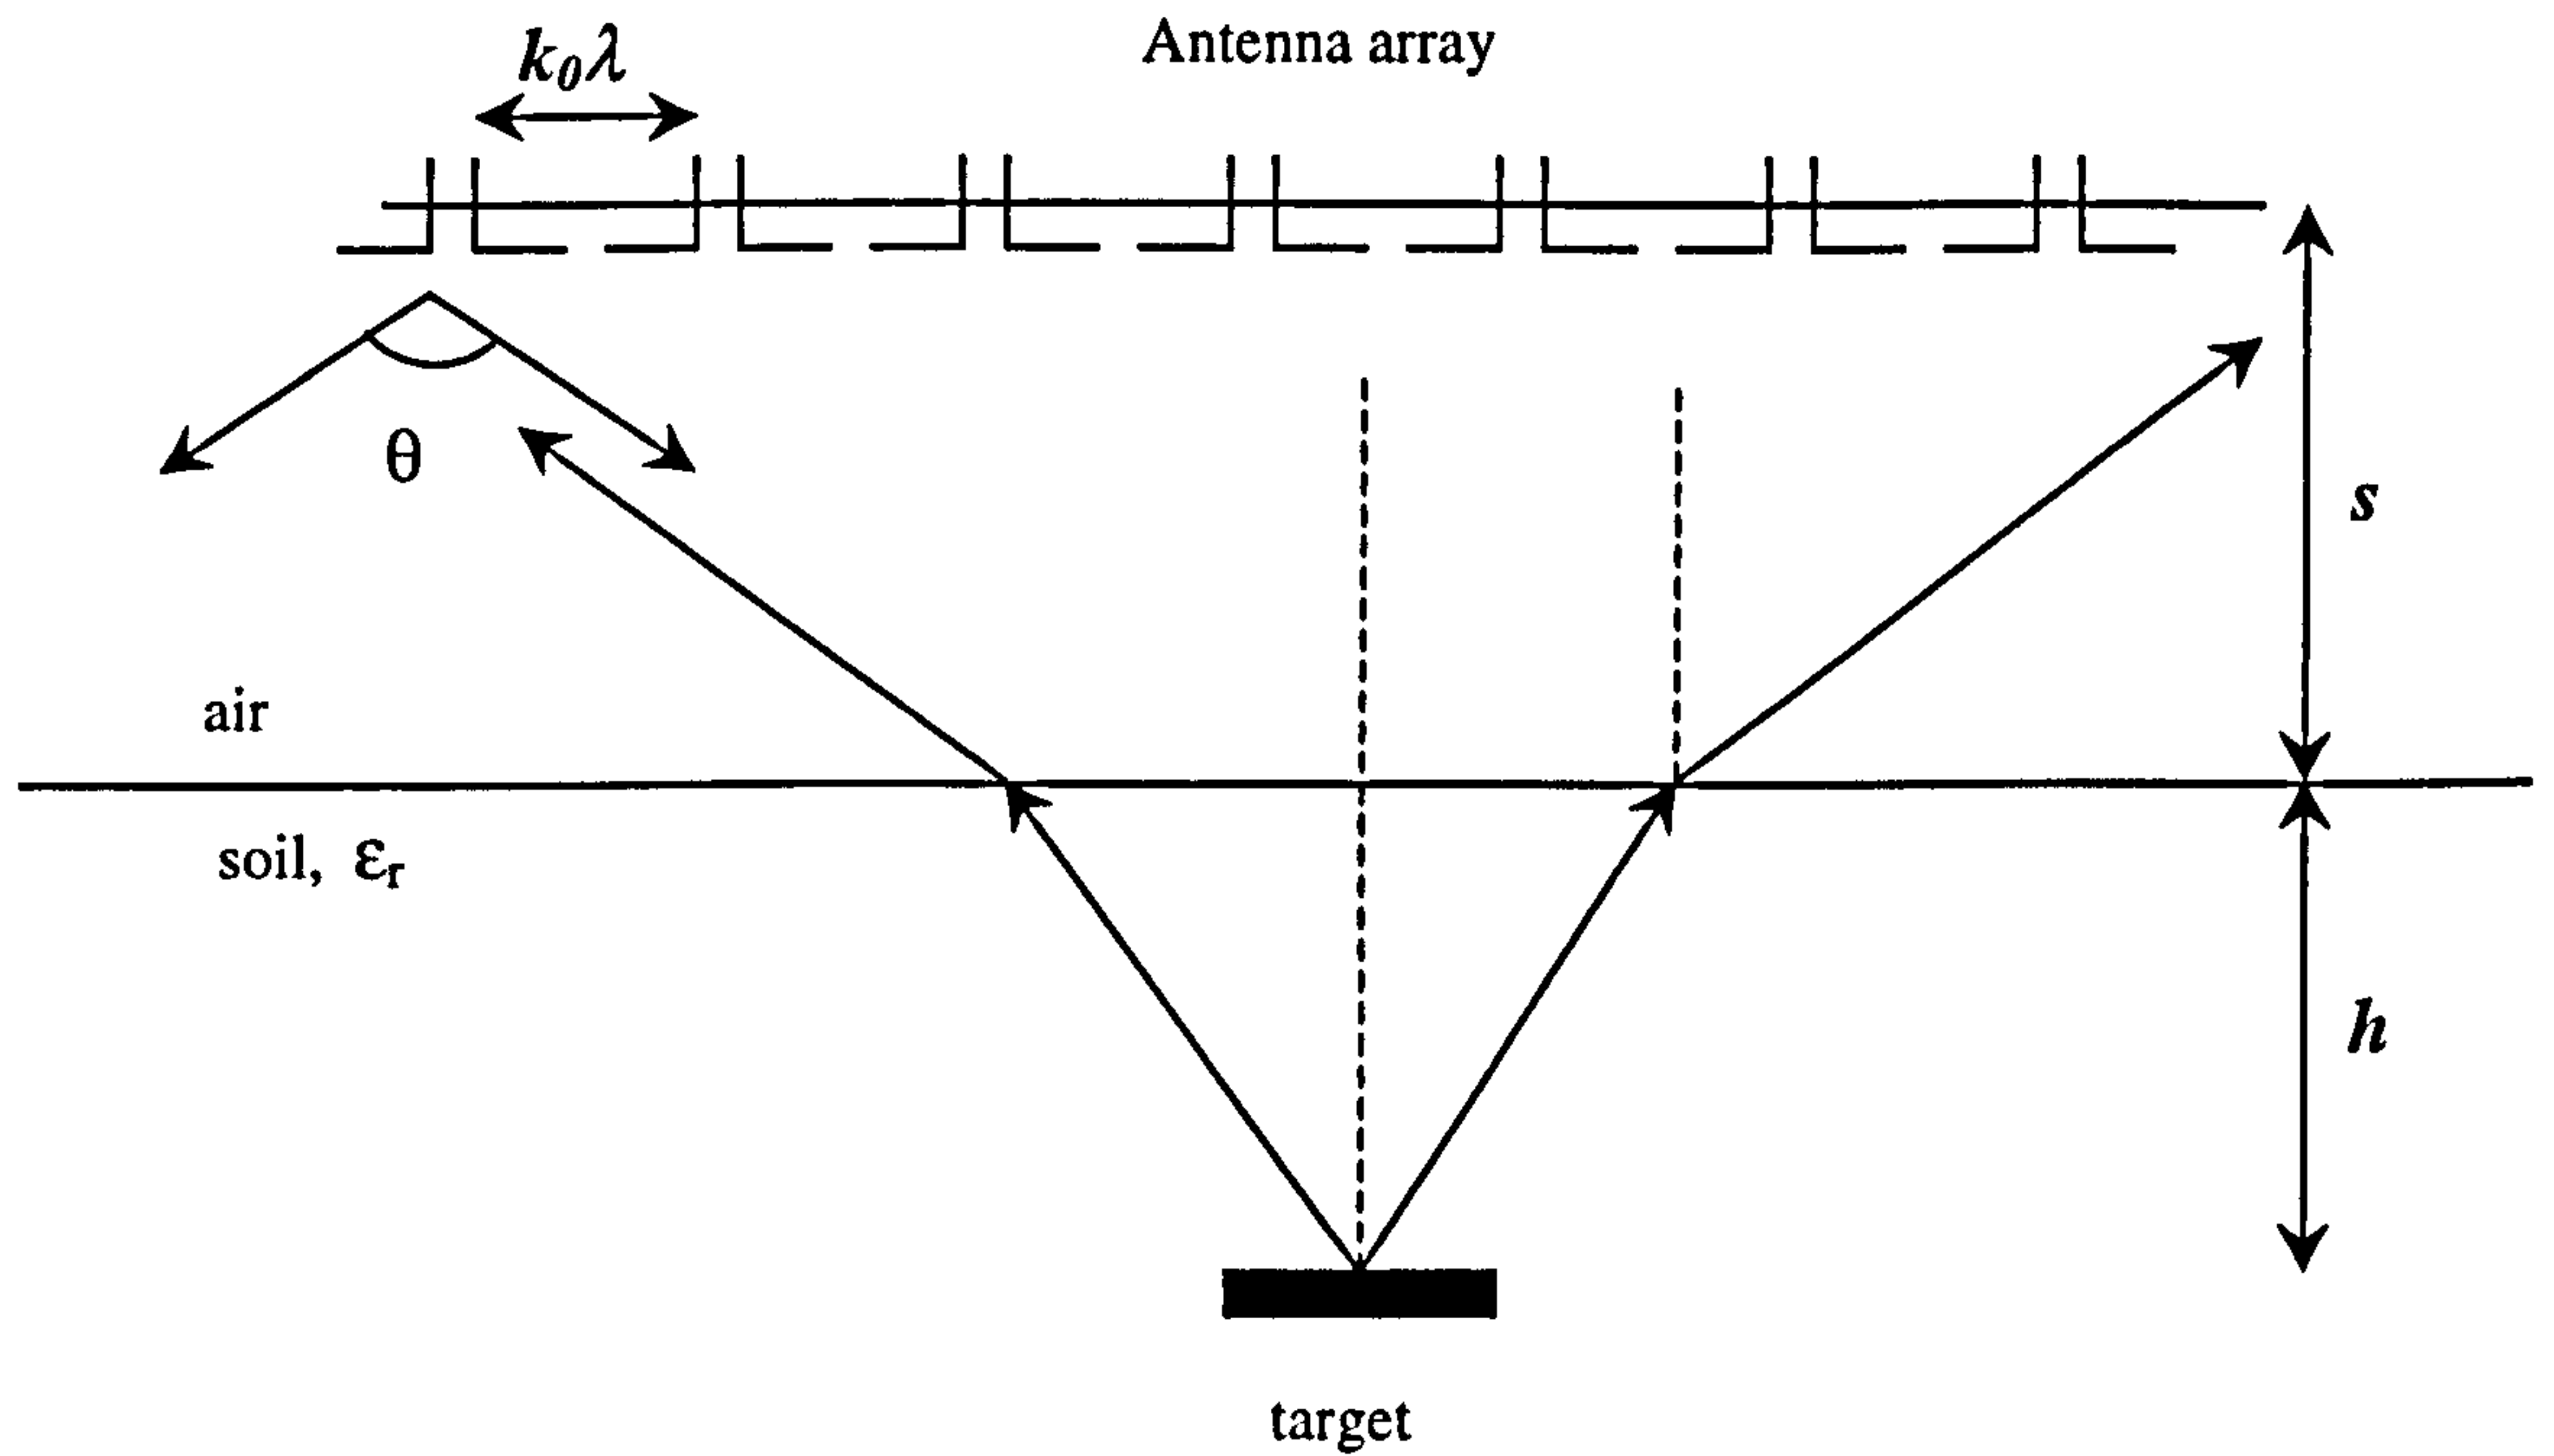 Antenna array
k₀λ
θ
s
air
soil, εᵣ
h
target